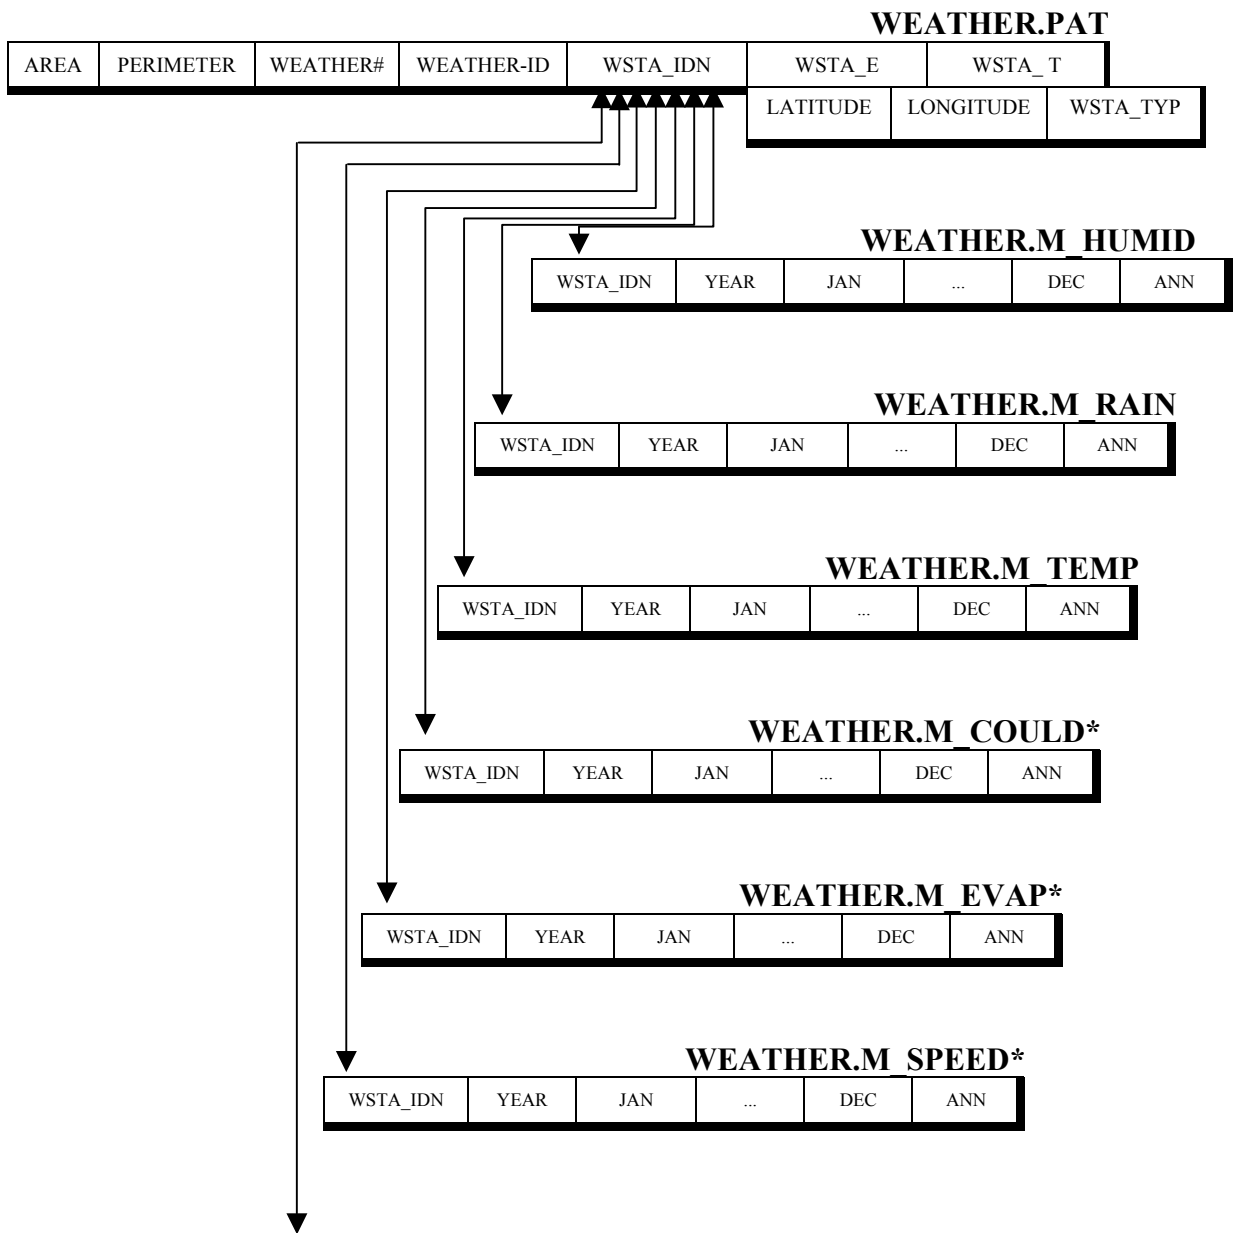 WEATHER.PAT
AREA PERIMETER WEATHER# WEATHER-ID WSTA_IDN WSTA_E WSTA_ T
LATITUDE LONGITUDE WSTA_TYP
WEATHER.M_HUMID
WSTA_IDN YEAR JAN ... DEC ANN
WEATHER.M_RAIN
WSTA_IDN YEAR JAN ... DEC ANN
WEATHER.M_TEMP
WSTA_IDN YEAR JAN ... DEC ANN
WEATHER.M_COULD*
WSTA_IDN YEAR JAN ... DEC ANN
WEATHER.M_EVAP*
WSTA_IDN YEAR JAN ... DEC ANN
WEATHER.M_SPEED*
WSTA_IDN YEAR JAN ... DEC ANN